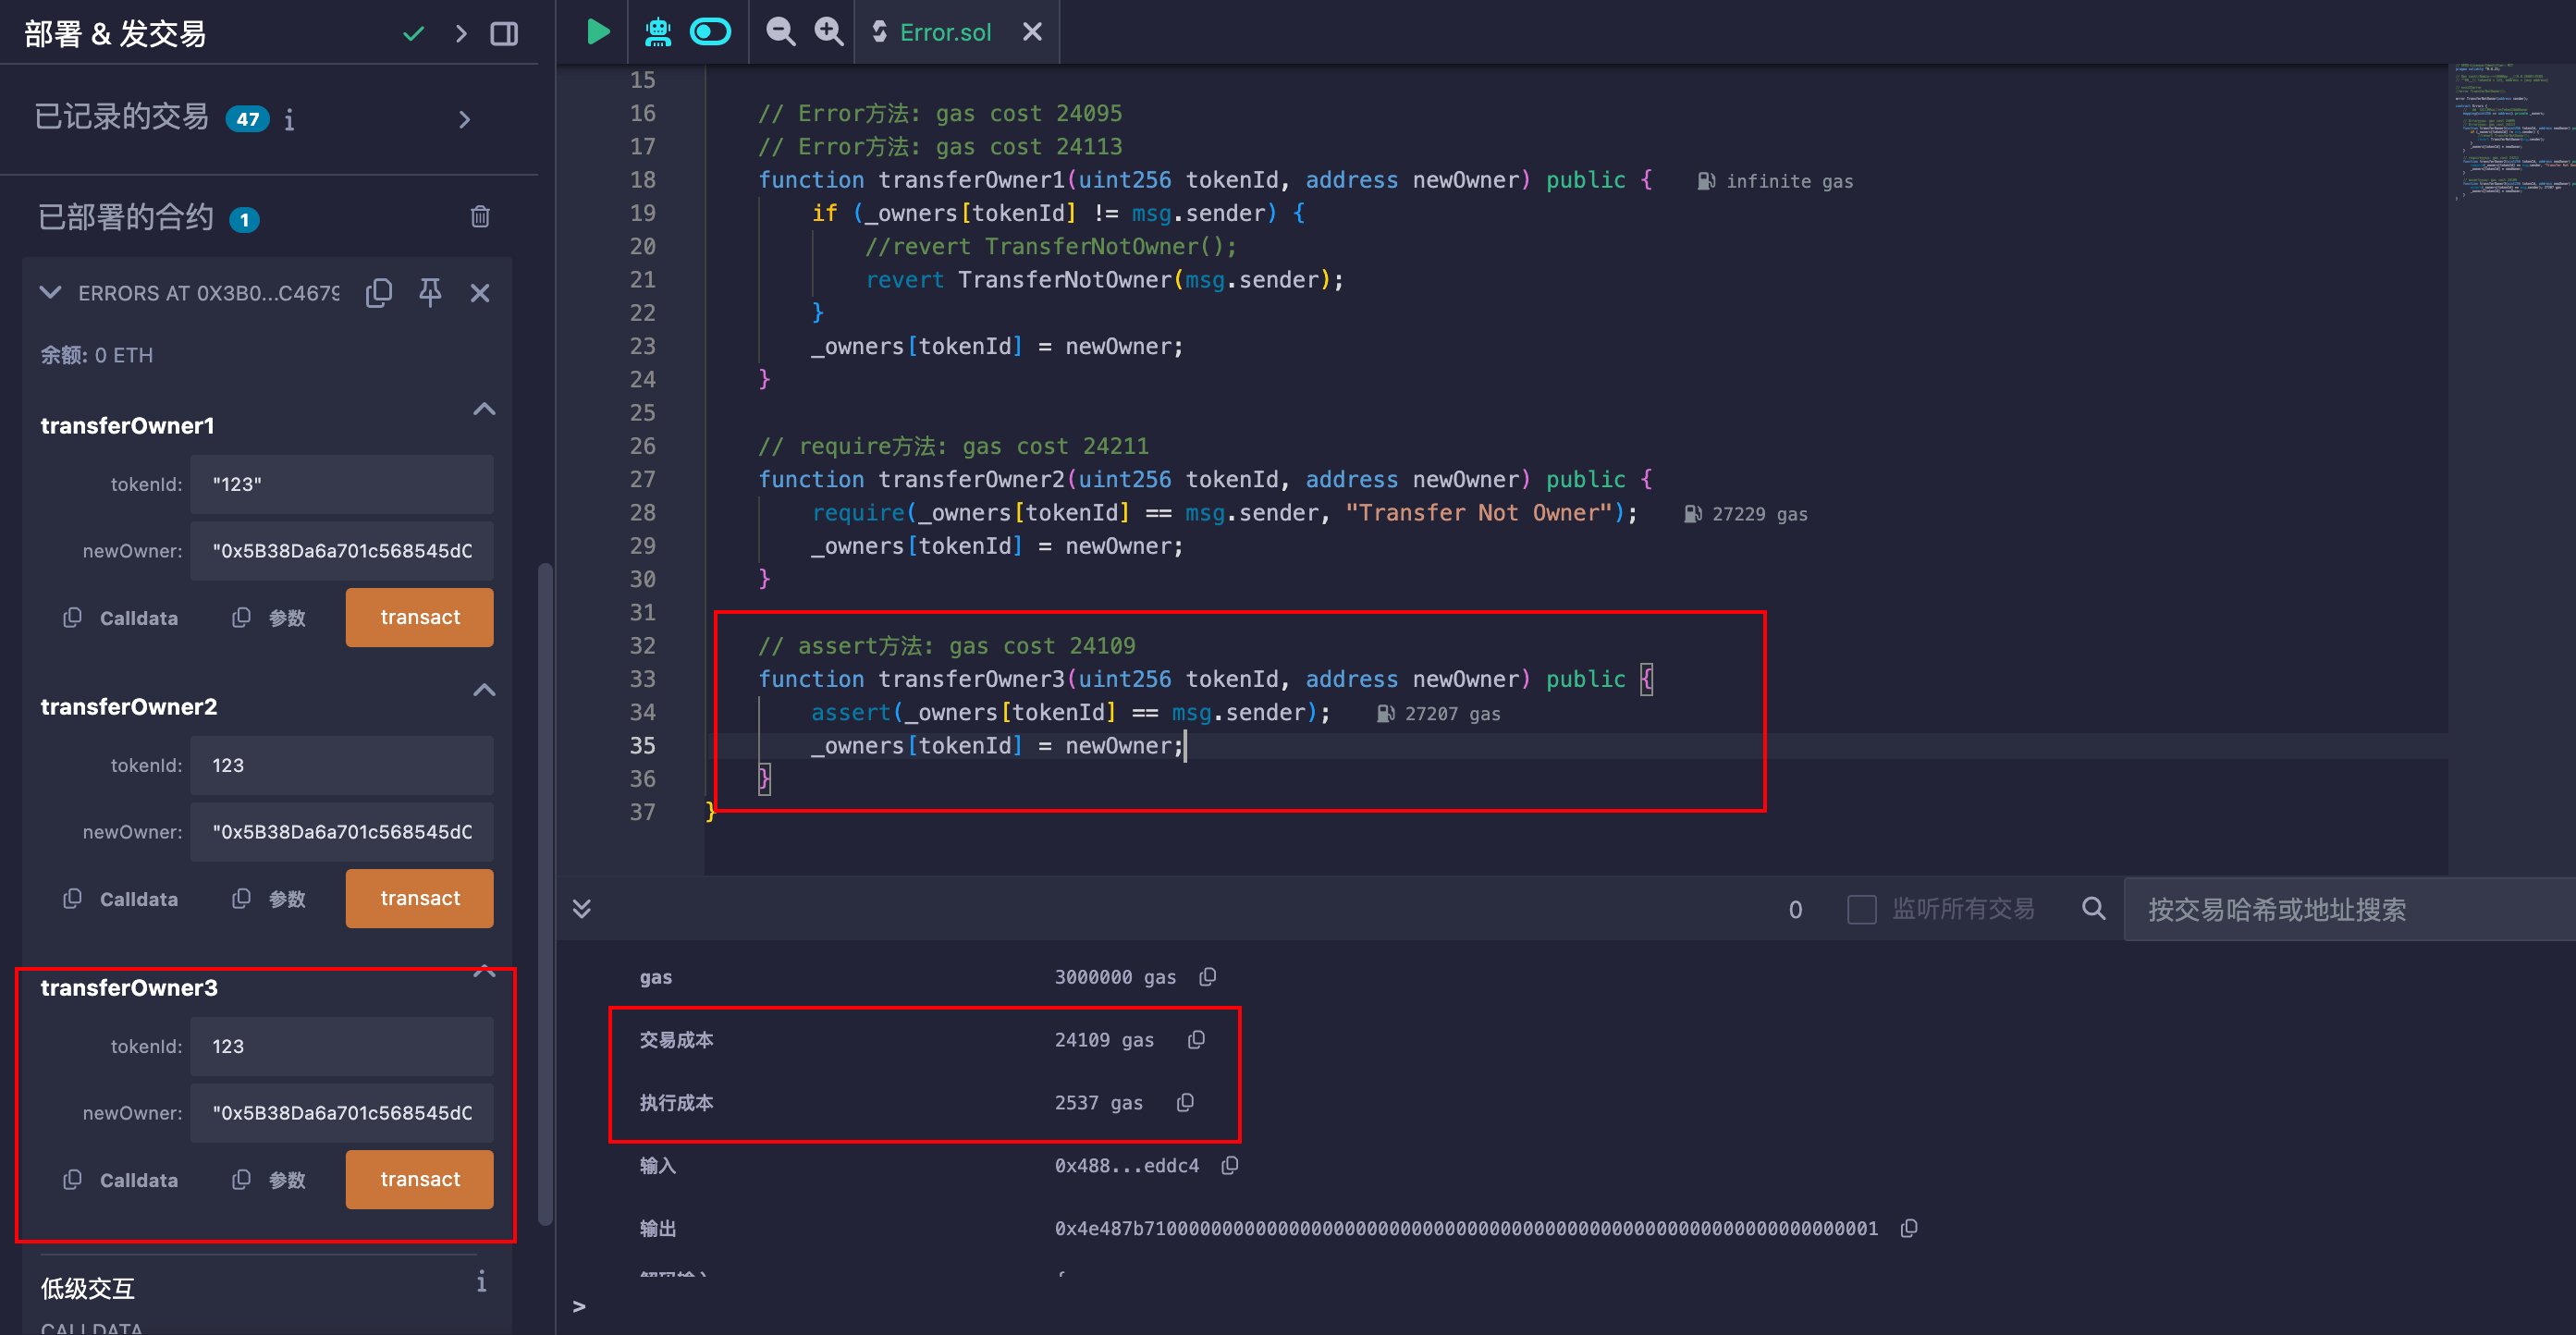 部署 & 发交易
已记录的交易 47 i
已部署的合约 1
ERRORS AT 0X3B0...C4679
余额: 0 ETH
transferOwner1
tokenId: "123"
newOwner: "0x5B38Da6a701c568545dC
Calldata 参数 transact
transferOwner2
tokenId: 123
newOwner: "0x5B38Da6a701c568545dC
Calldata 参数 transact
transferOwner3
tokenId: 123
newOwner: "0x5B38Da6a701c568545dC
Calldata 参数 transact
低级交互 i
CALLDATA
Error.sol
15
16 // Error方法: gas cost 24095
17 // Error方法: gas cost 24113
18 function transferOwner1(uint256 tokenId, address newOwner) public { infinite gas
19 if (_owners[tokenId] != msg.sender) {
20 //revert TransferNotOwner();
21 revert TransferNotOwner(msg.sender);
22 }
23 _owners[tokenId] = newOwner;
24 }
25
26 // require方法: gas cost 24211
27 function transferOwner2(uint256 tokenId, address newOwner) public {
28 require(_owners[tokenId] == msg.sender, "Transfer Not Owner"); 27229 gas
29 _owners[tokenId] = newOwner;
30 }
31
32 // assert方法: gas cost 24109
33 function transferOwner3(uint256 tokenId, address newOwner) public {
34 assert(_owners[tokenId] == msg.sender); 27207 gas
35 _owners[tokenId] = newOwner;
36 }
37 }
0 监听所有交易 按交易哈希或地址搜索
gas 3000000 gas
交易成本 24109 gas
执行成本 2537 gas
输入 0x488...eddc4
输出 0x4e487b710000000000000000000000000000000000000000000000000000000000000001
解码输入 {
>